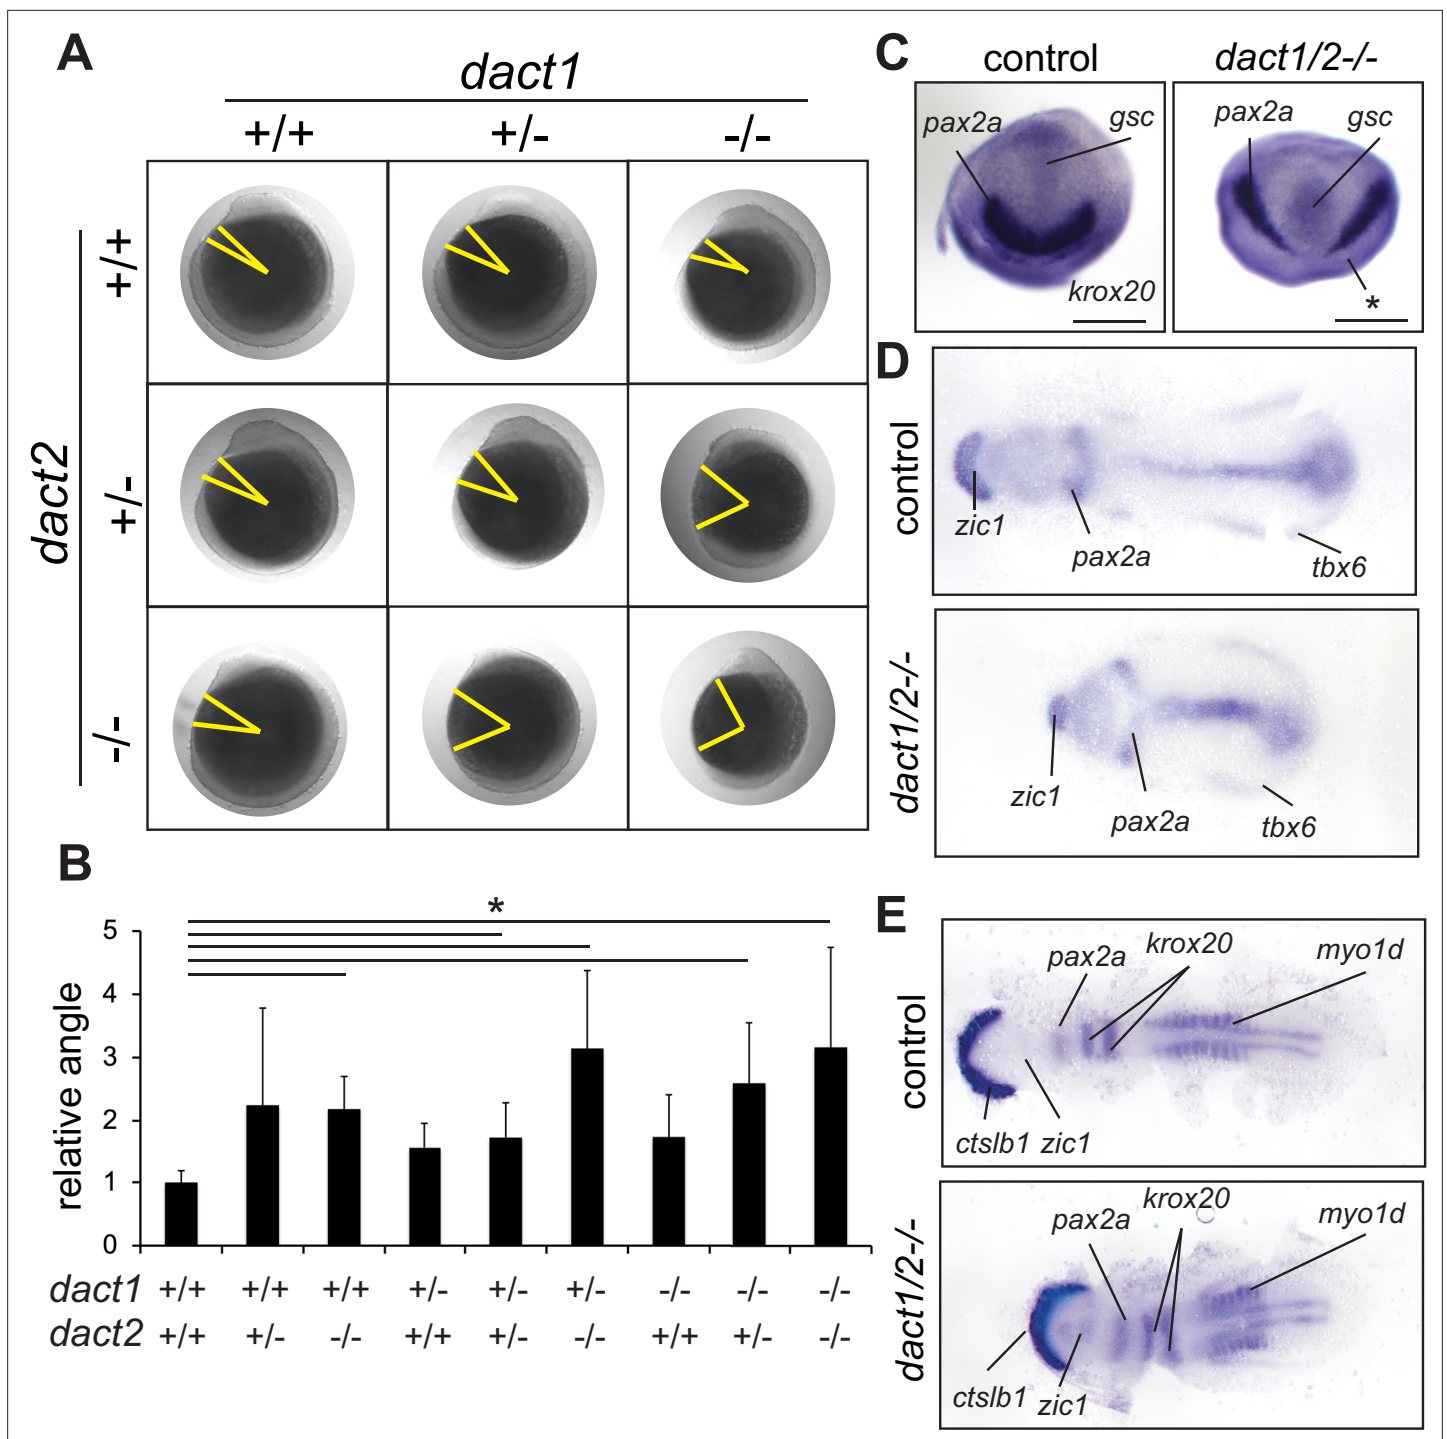 A
dact1
+/+ +/- -/-
dact2
+/+
+/-
-/-
B
*
relative angle
5
4
3
2
1
0
dact1 +/+ +/+ +/+ +/- +/- +/- -/- -/- -/-
dact2 +/+ +/- -/- +/+ +/- -/- +/+ +/- -/-
C
control dact1/2-/-
pax2a gsc
krox20
pax2a gsc
*
D
control
zic1
pax2a
tbx6
dact1/2-/-
zic1
pax2a
tbx6
E
control
pax2a krox20 myo1d
ctslb1 zic1
dact1/2-/-
pax2a krox20 myo1d
ctslb1 zic1